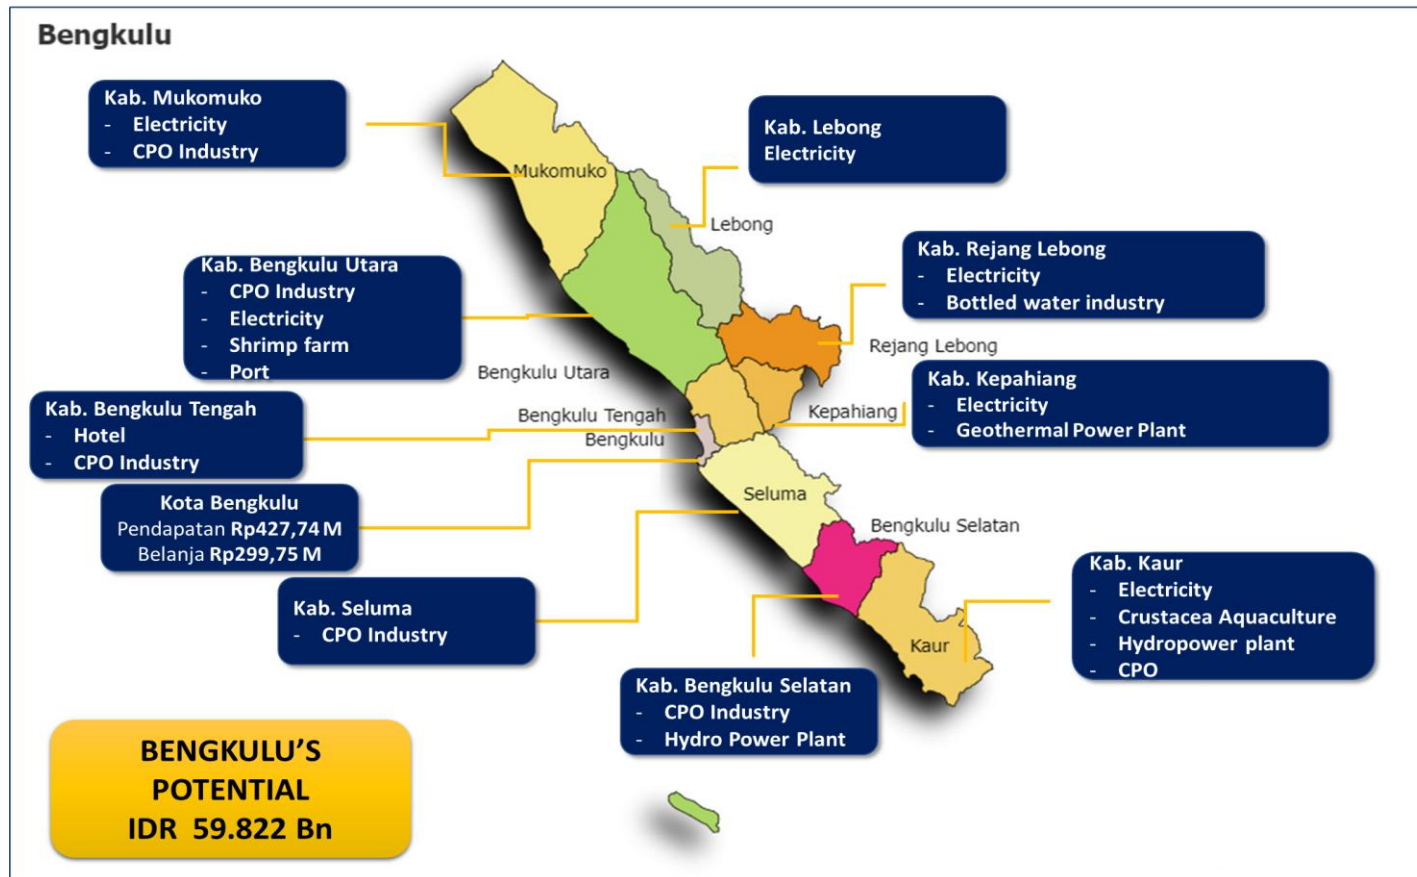 Bengkulu
Kab. Mukomuko
- Electricity
- CPO Industry
Kab. Lebong
Electricity
Mukomuko
Lebong
Kab. Bengkulu Utara
- CPO Industry
- Electricity
- Shrimp farm
- Port
Kab. Rejang Lebong
- Electricity
- Bottled water industry
Rejang Lebong
Bengkulu Utara
Kab. Kepahiang
- Electricity
- Geothermal Power Plant
Kab. Bengkulu Tengah
- Hotel
- CPO Industry
Bengkulu Tengah
Bengkulu
Kepahiang
Kota Bengkulu
Pendapatan Rp427,74 M
Belanja Rp299,75 M
Seluma
Bengkulu Selatan
Kab. Seluma
- CPO Industry
Kab. Kaur
- Electricity
- Crustacea Aquaculture
- Hydropower plant
- CPO
Kaur
Kab. Bengkulu Selatan
- CPO Industry
- Hydro Power Plant
BENGKULU’S
POTENTIAL
IDR 59.822 Bn